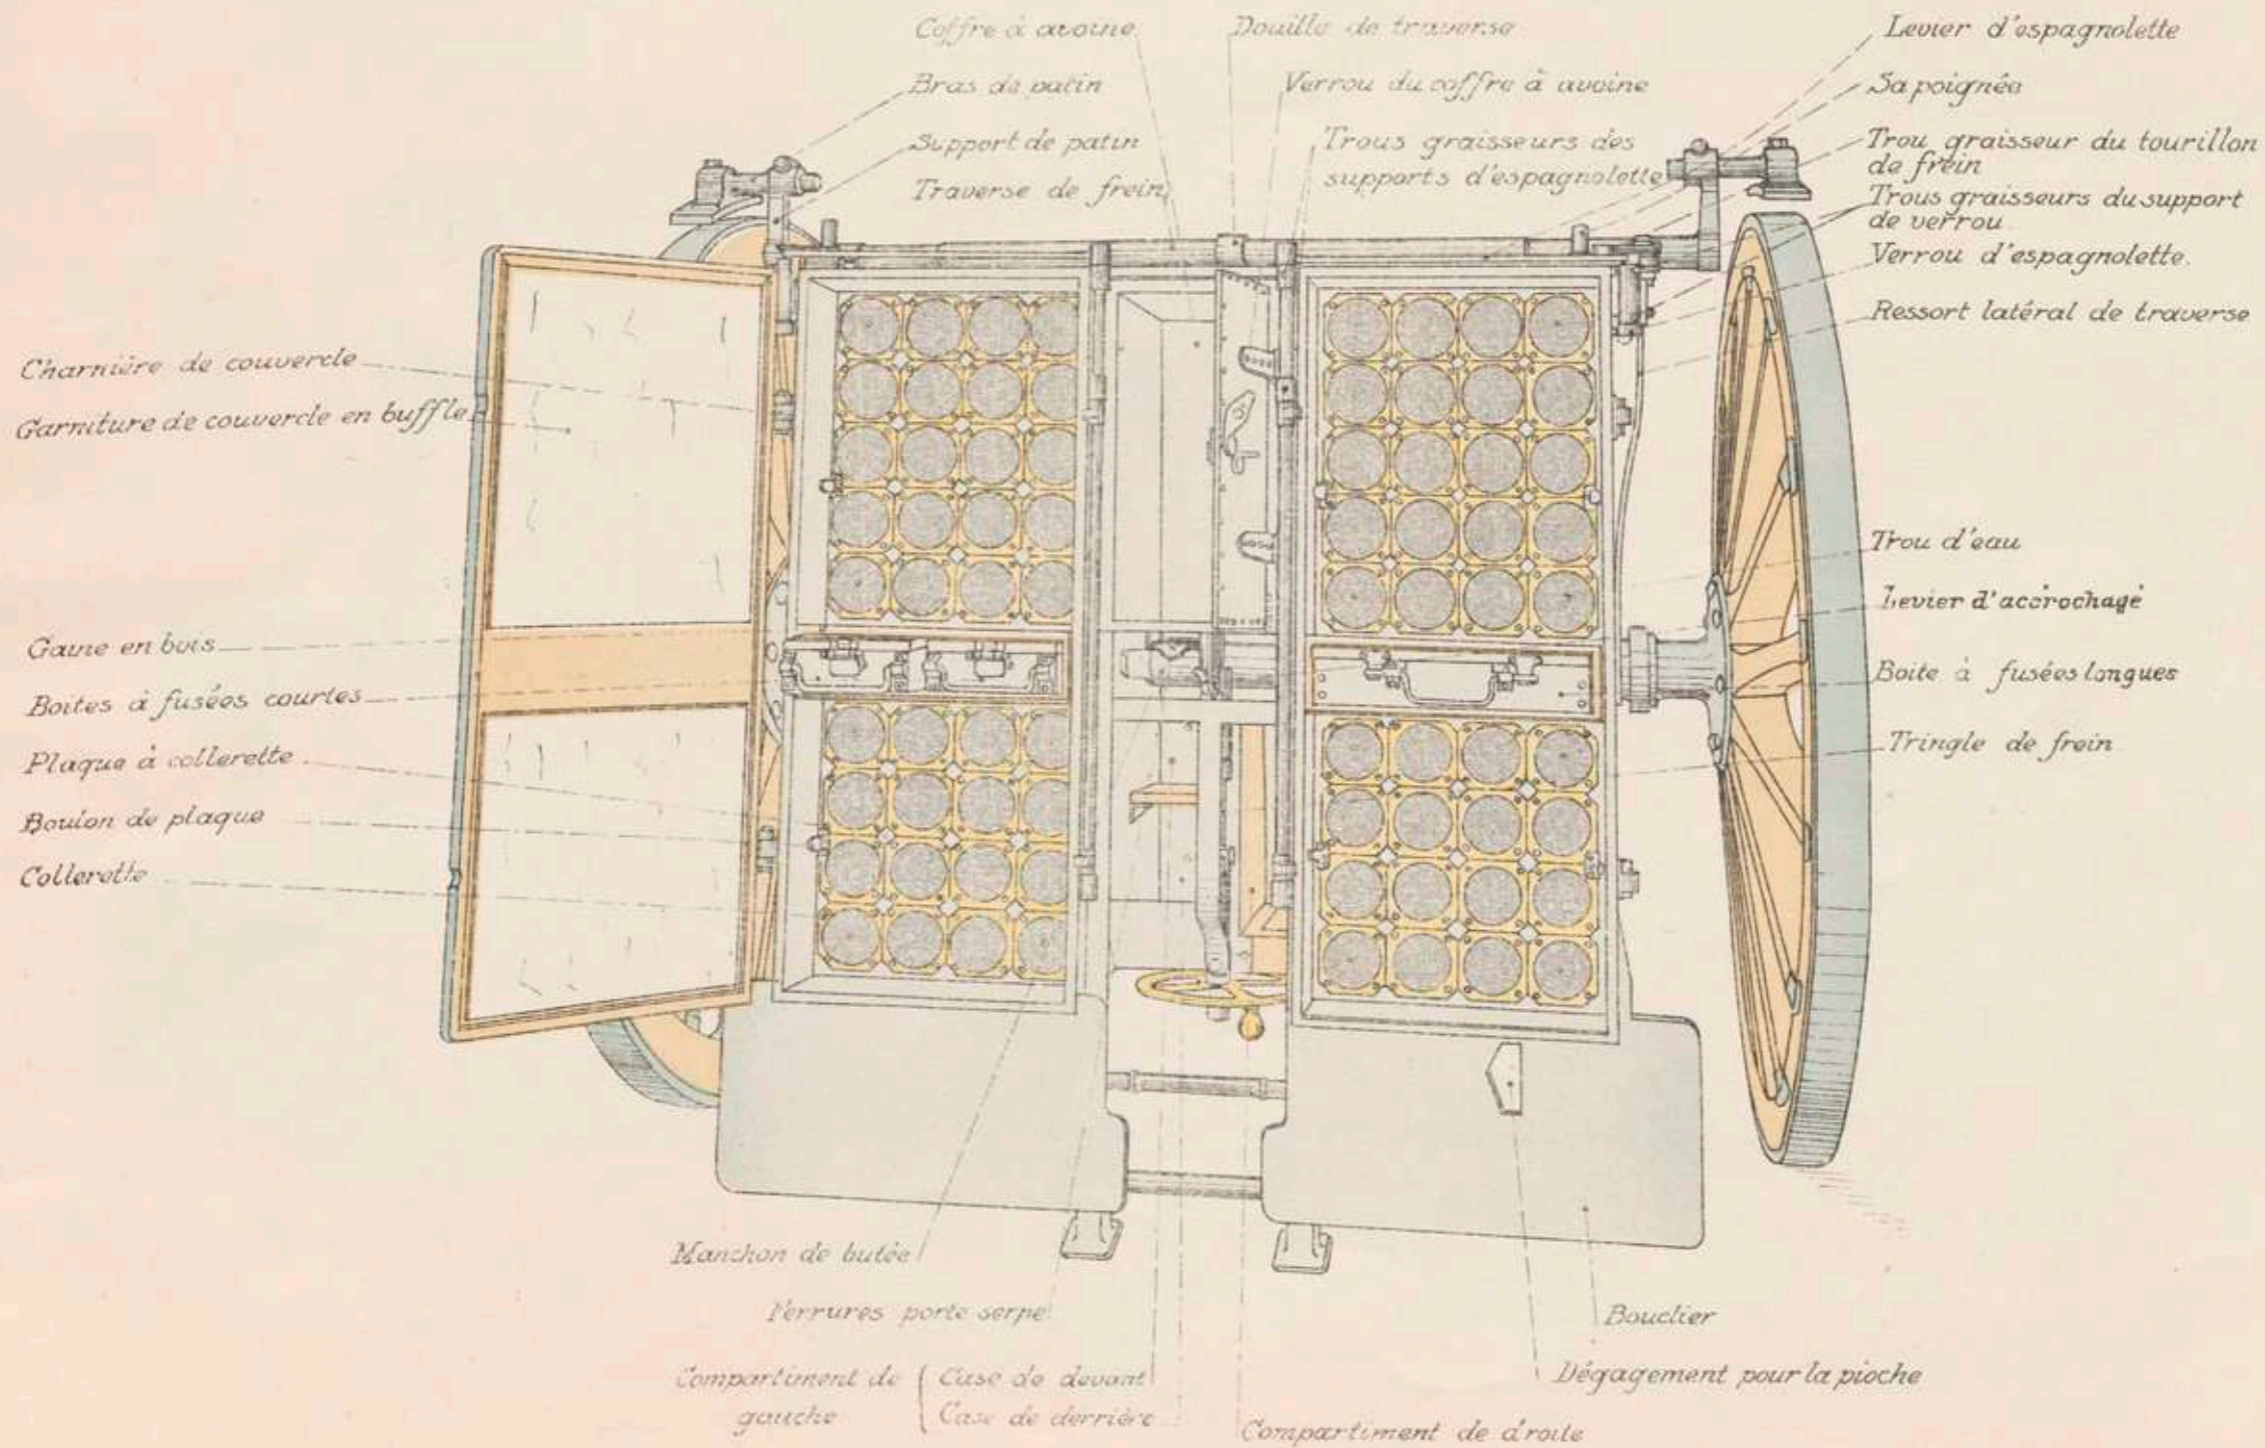 Coffre à avoine
Bras de patin
Support de patin
Traverse de frein
Douille de traverse
Verrou du coffre à avoine
Trous graisseurs des
supports d'espagnolette
Levier d'espagnolette
Sa poignée
Trou graisseur du tourillon
de frein
Trous graisseurs du support
de verrou
Verrou d'espagnolette.
Ressort latéral de traverse
Charnière de couvercle
Garniture de couvercle en buffle
Gaine en bois
Boites à fusées courtes
Plaque à collerette
Boulon de plaque
Collerette
Trou d'eau
Levier d'accrochage
Boite à fusées longues
Tringle de frein
Manchon de butée
Ferrures porte serpe
Compartiment de gauche { Case de devant
Case de derrière
Compartiment de droite
Bouclier
Dégagement pour la pioche